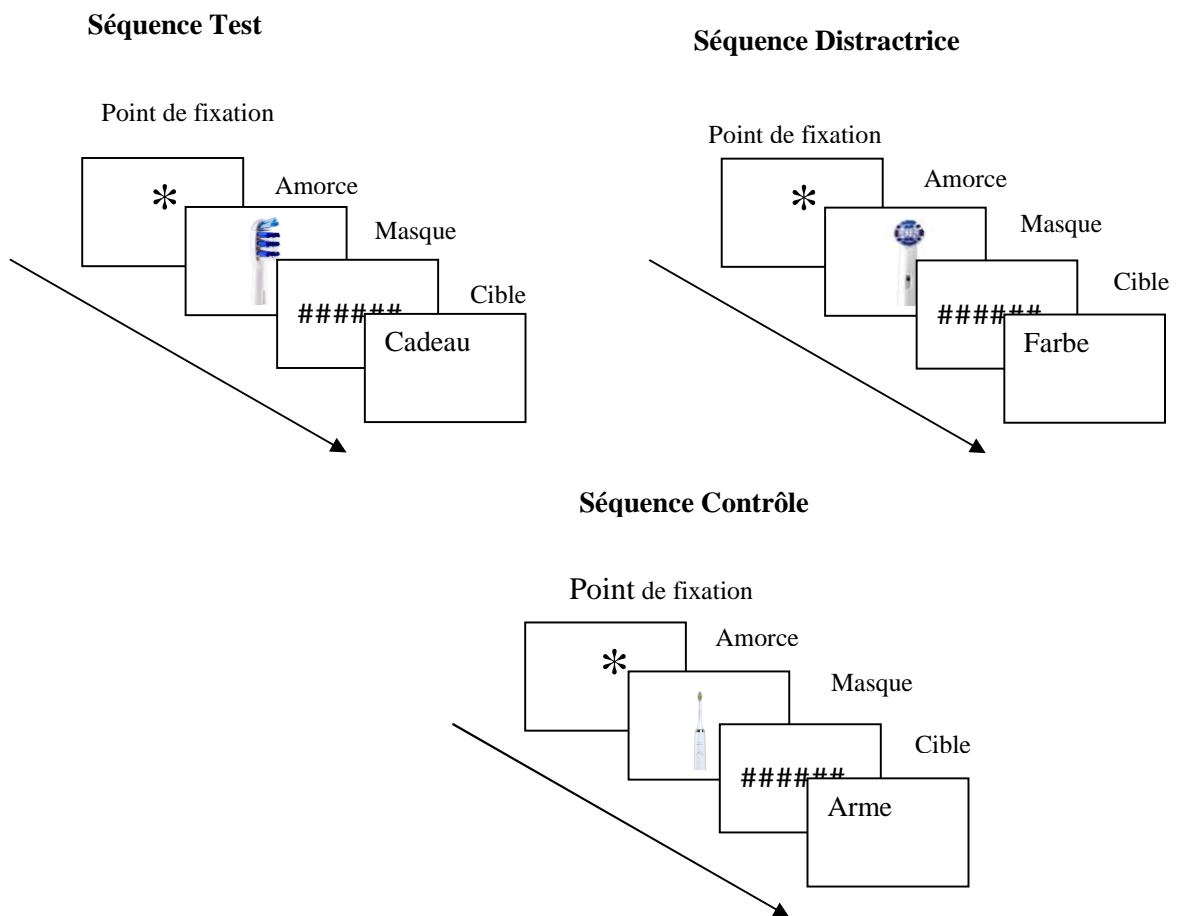 Séquence Test
Point de fixation
*
Amorce
Masque
######
Cible
Cadeau
Séquence Distractrice
Point de fixation
*
Amorce
Masque
######
Cible
Farbe
Séquence Contrôle
Point de fixation
*
Amorce
Masque
######
Cible
Arme